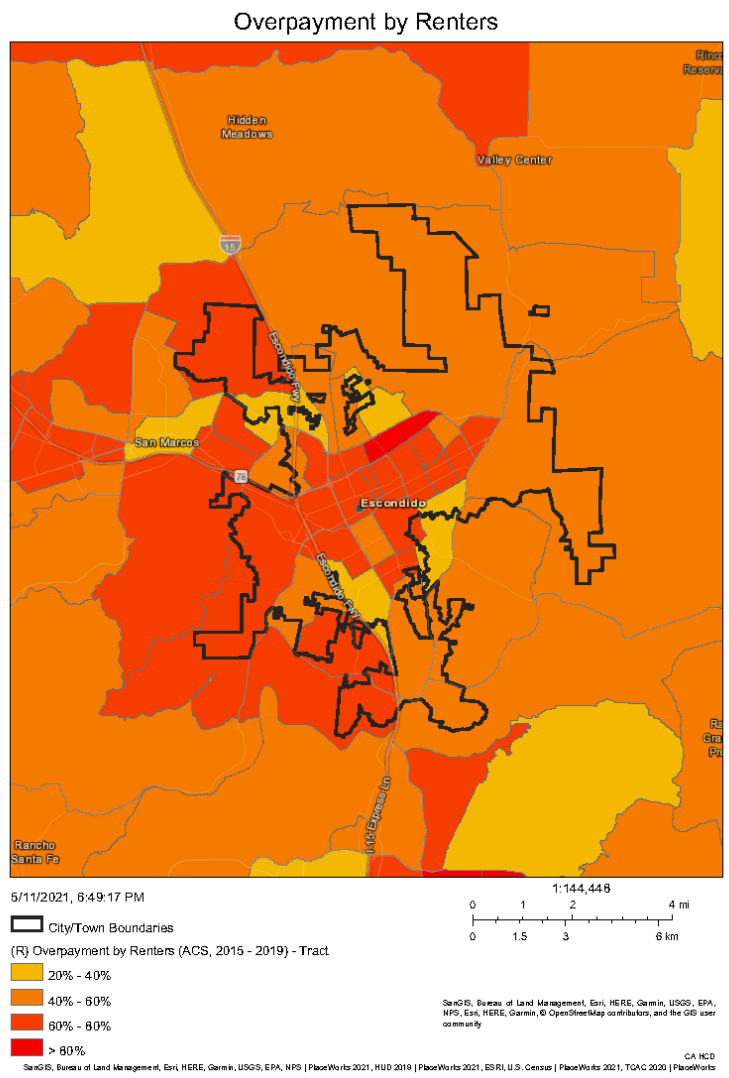 Overpayment by Renters
Hidden
Meadows
Valley Center
15
Escondido Fwy
San Marcos
78
Escondido
Escondido Fwy
I-15 Express Ln
Rancho
Santa Fe
5/11/2021, 6:49:17 PM
1:144,448
0 1 2 4 mi
0 1.5 3 6 km
City/Town Boundaries
(R) Overpayment by Renters (ACS, 2015 - 2019) - Tract
20% - 40%
40% - 60%
60% - 80%
> 80%
SanGIS, Bureau of Land Management, Esri, HERE, Garmin, USGS, EPA,
NPS, Esri, HERE, Garmin, © OpenStreetMap contributors, and the GIS user
community
CA HCD
SanGIS, Bureau of Land Management, Esri, HERE, Garmin, USGS, EPA, NPS | PlaceWorks 2021, HUD 2019 | PlaceWorks 2021, ESRI, U.S. Census | PlaceWorks 2021, TCAC 2020 | PlaceWorks